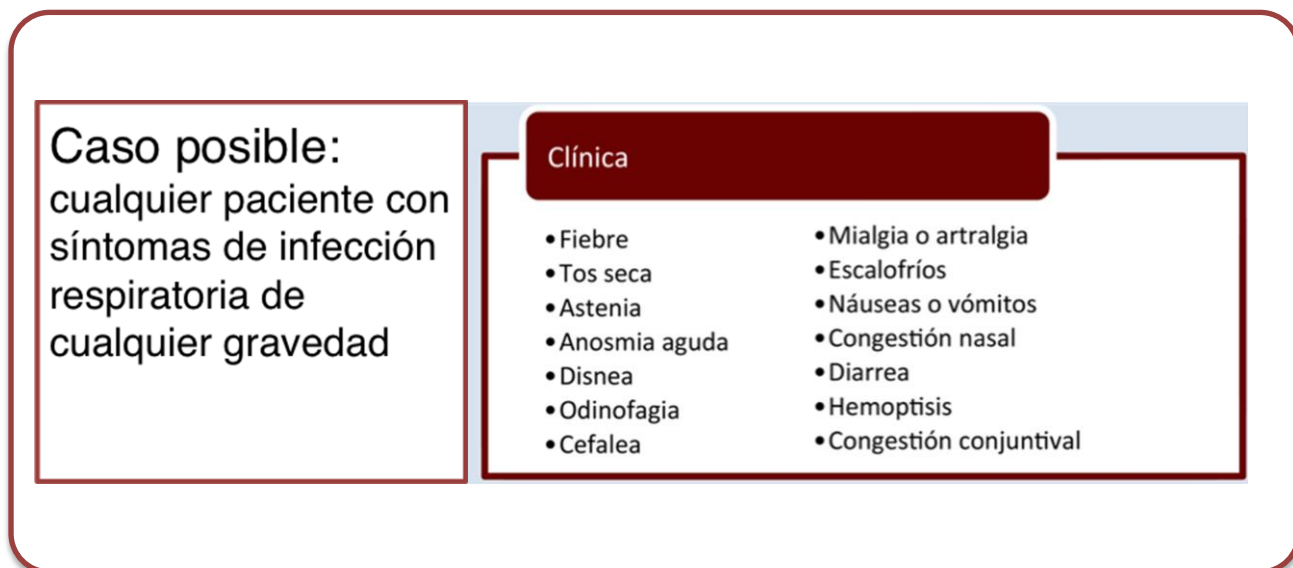 Caso posible:
cualquier paciente con
síntomas de infección
respiratoria de
cualquier gravedad
Clínica
•Fiebre
•Tos seca
•Astenia
•Anosmia aguda
•Disnea
•Odinofagia
•Cefalea
•Mialgia o artralgia
•Escalofríos
•Náuseas o vómitos
•Congestión nasal
•Diarrea
•Hemoptisis
•Congestión conjuntival